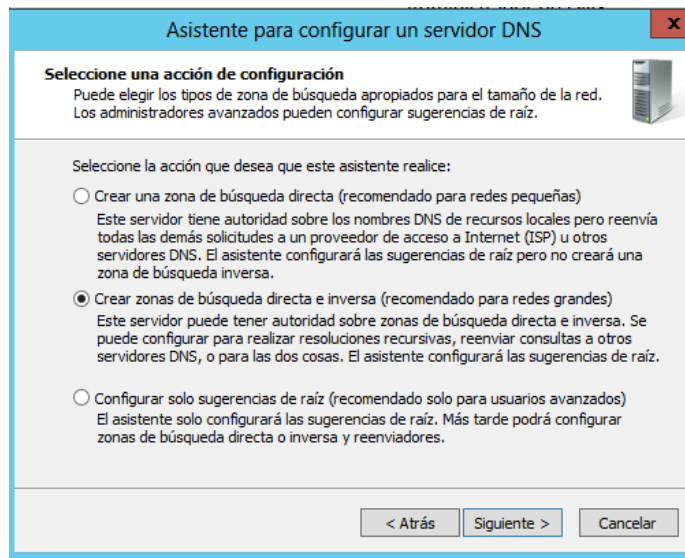 Asistente para configurar un servidor DNS
x
Seleccione una acción de configuración
Puede elegir los tipos de zona de búsqueda apropiados para el tamaño de la red.
Los administradores avanzados pueden configurar sugerencias de raíz.
Seleccione la acción que desea que este asistente realice:
Crear una zona de búsqueda directa (recomendado para redes pequeñas)
Este servidor tiene autoridad sobre los nombres DNS de recursos locales pero reenvía
todas las demás solicitudes a un proveedor de acceso a Internet (ISP) u otros
servidores DNS. El asistente configurará las sugerencias de raíz pero no creará una
zona de búsqueda inversa.
Crear zonas de búsqueda directa e inversa (recomendado para redes grandes)
Este servidor puede tener autoridad sobre zonas de búsqueda directa e inversa. Se
puede configurar para realizar resoluciones recursivas, reenviar consultas a otros
servidores DNS, o para las dos cosas. El asistente configurará las sugerencias de raíz.
Configurar solo sugerencias de raíz (recomendado solo para usuarios avanzados)
El asistente solo configurará las sugerencias de raíz. Más tarde podrá configurar
zonas de búsqueda directa o inversa y reenviadores.
< Atrás
Siguiente >
Cancelar